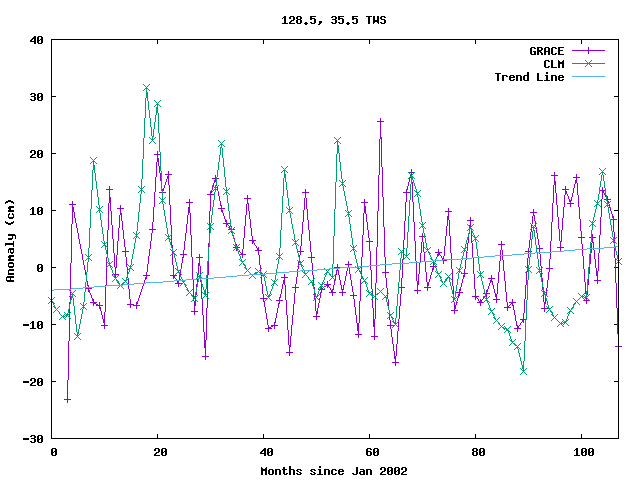 128.5, 35.5 TWS
GRACE
CLM
Trend Line
40
30
20
10
0
-10
-20
-30
Anomaly (cm)
0 20 40 60 80 100
Months since Jan 2002